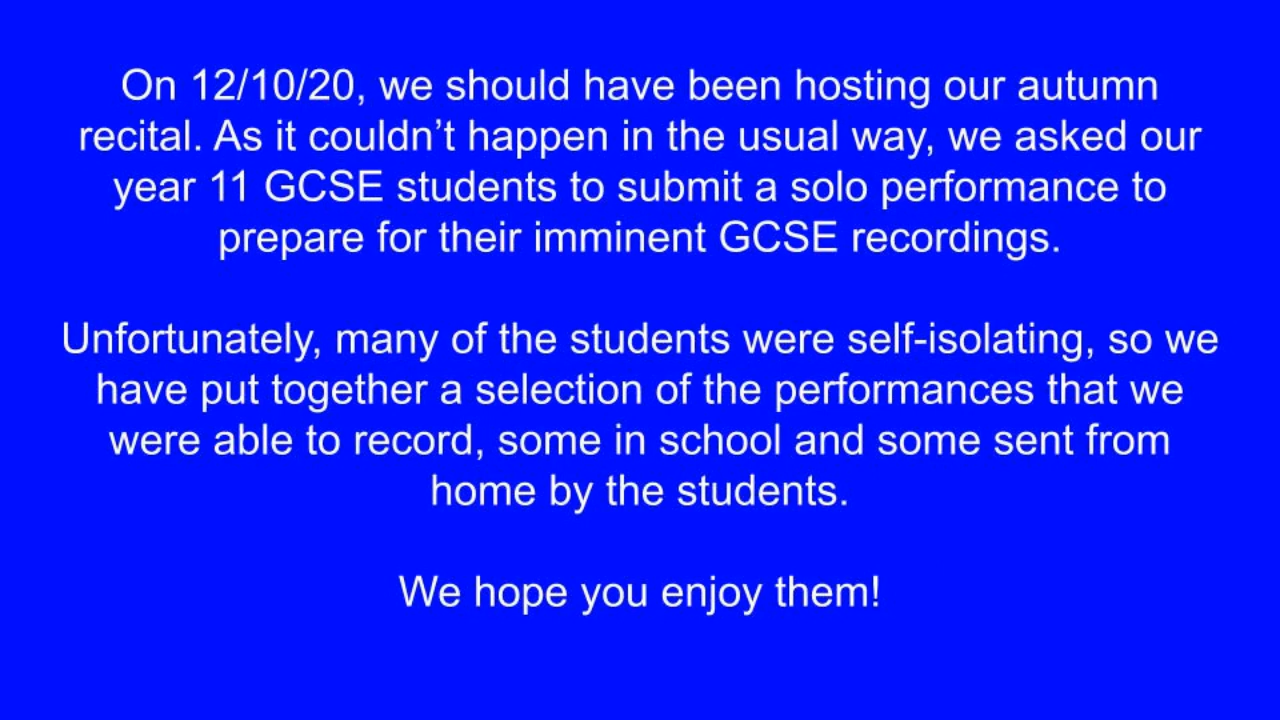 On 12/10/20, we should have been hosting our autumn
recital. As it couldn’t happen in the usual way, we asked our
year 11 GCSE students to submit a solo performance to
prepare for their imminent GCSE recordings.
Unfortunately, many of the students were self-isolating, so we
have put together a selection of the performances that we
were able to record, some in school and some sent from
home by the students.
We hope you enjoy them!